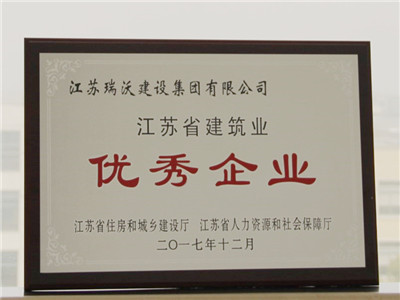 江苏瑞沃建设集团有限公司
江苏省建筑业
优秀企业
江苏省住房和城乡建设厅 江苏省人力资源和社会保障厅
二〇一七年十二月